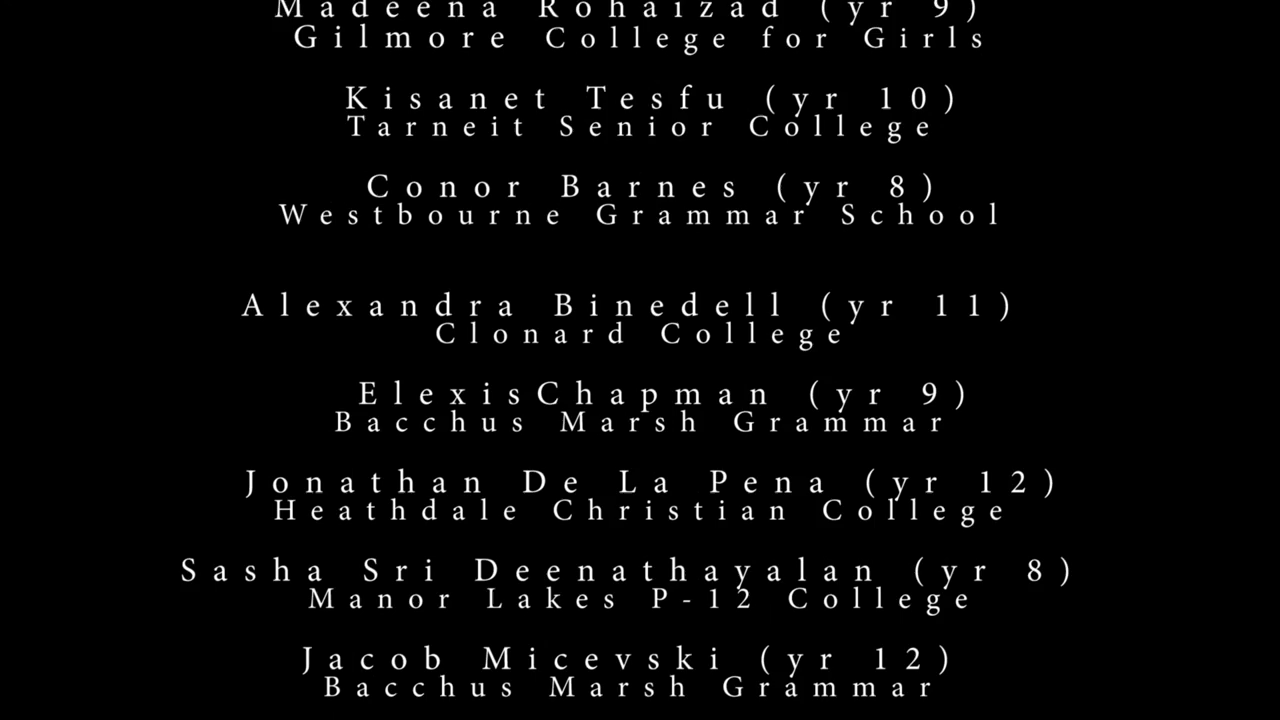 Madeena Rohaizad (yr 9)
Gilmore College for Girls
Kisanet Tesfu (yr 10)
Tarneit Senior College
Conor Barnes (yr 8)
Westbourne Grammar School
Alexandra Binedell (yr 11)
Clonard College
ElexisChapman (yr 9)
Bacchus Marsh Grammar
Jonathan De La Pena (yr 12)
Heathdale Christian College
Sasha Sri Deenathayalan (yr 8)
Manor Lakes P-12 College
Jacob Micevski (yr 12)
Bacchus Marsh Grammar